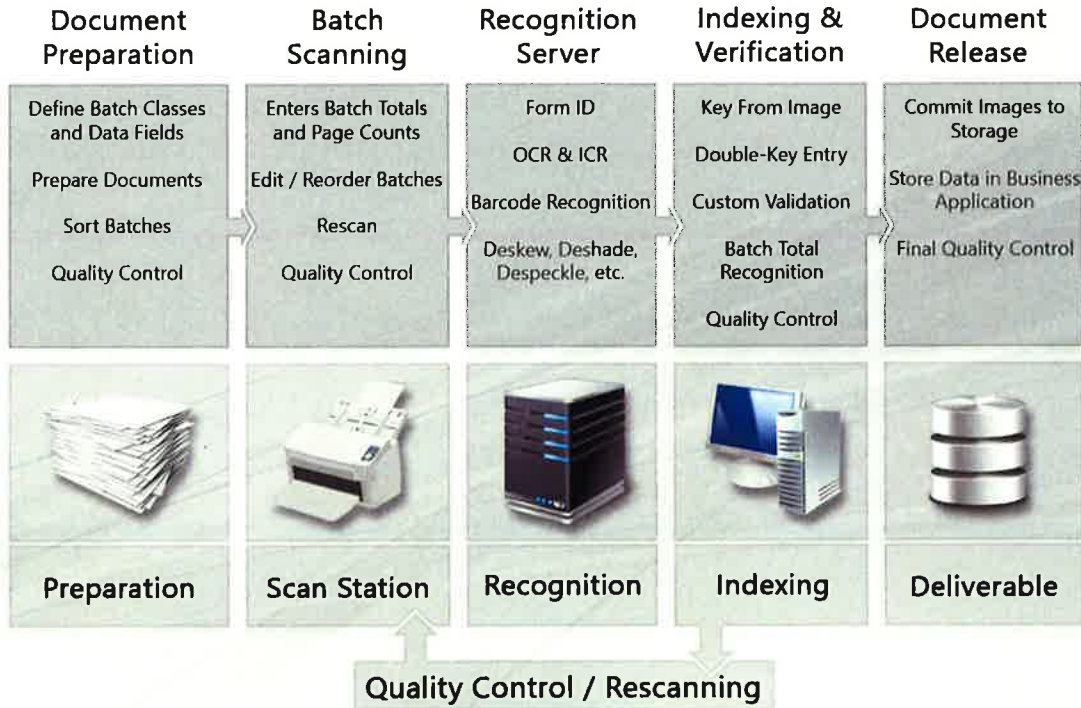 Document
Preparation
Batch
Scanning
Recognition
Server
Indexing &
Verification
Document
Release
Define Batch Classes
and Data Fields
Prepare Documents
Sort Batches
Quality Control
Enters Batch Totals
and Page Counts
Edit / Reorder Batches
Rescan
Quality Control
Form ID
OCR & ICR
Barcode Recognition
Deskew, Deshade,
Despeckle, etc.
Key From Image
Double-Key Entry
Custom Validation
Batch Total
Recognition
Quality Control
Commit Images to
Storage
Store Data in Business
Application
Final Quality Control
Preparation
Scan Station
Recognition
Indexing
Deliverable
Quality Control / Rescanning